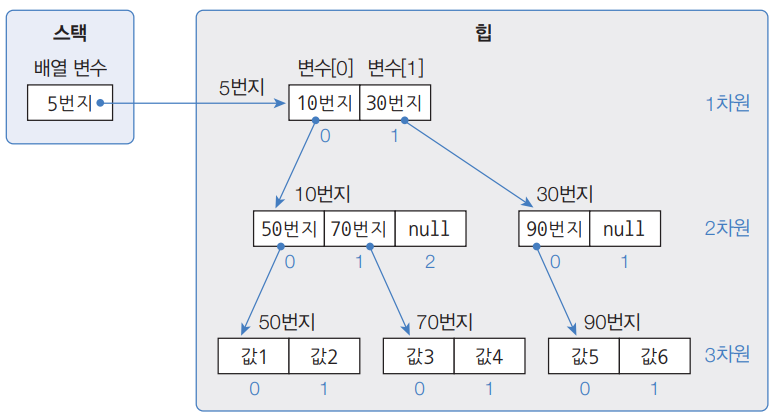 스택
배열 변수
5번지
힙
변수[0] 변수[1]
5번지
10번지 30번지
1차원
0 1
10번지
30번지
50번지 70번지 null
90번지 null
2차원
0 1 2
0 1
50번지
70번지
90번지
값1 값2
값3 값4
값5 값6
3차원
0 1
0 1
0 1